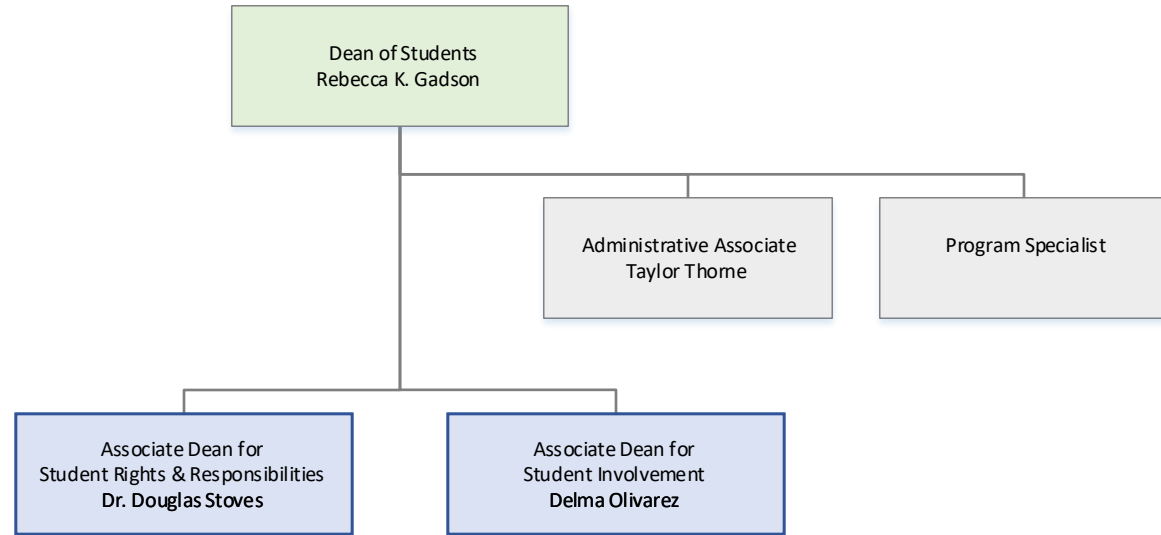 Dean of Students
Rebecca K. Gadson
Administrative Associate
Taylor Thorne
Program Specialist
Associate Dean for
Student Rights & Responsibilities
Dr. Douglas Stoves
Associate Dean for
Student Involvement
Delma Olivarez